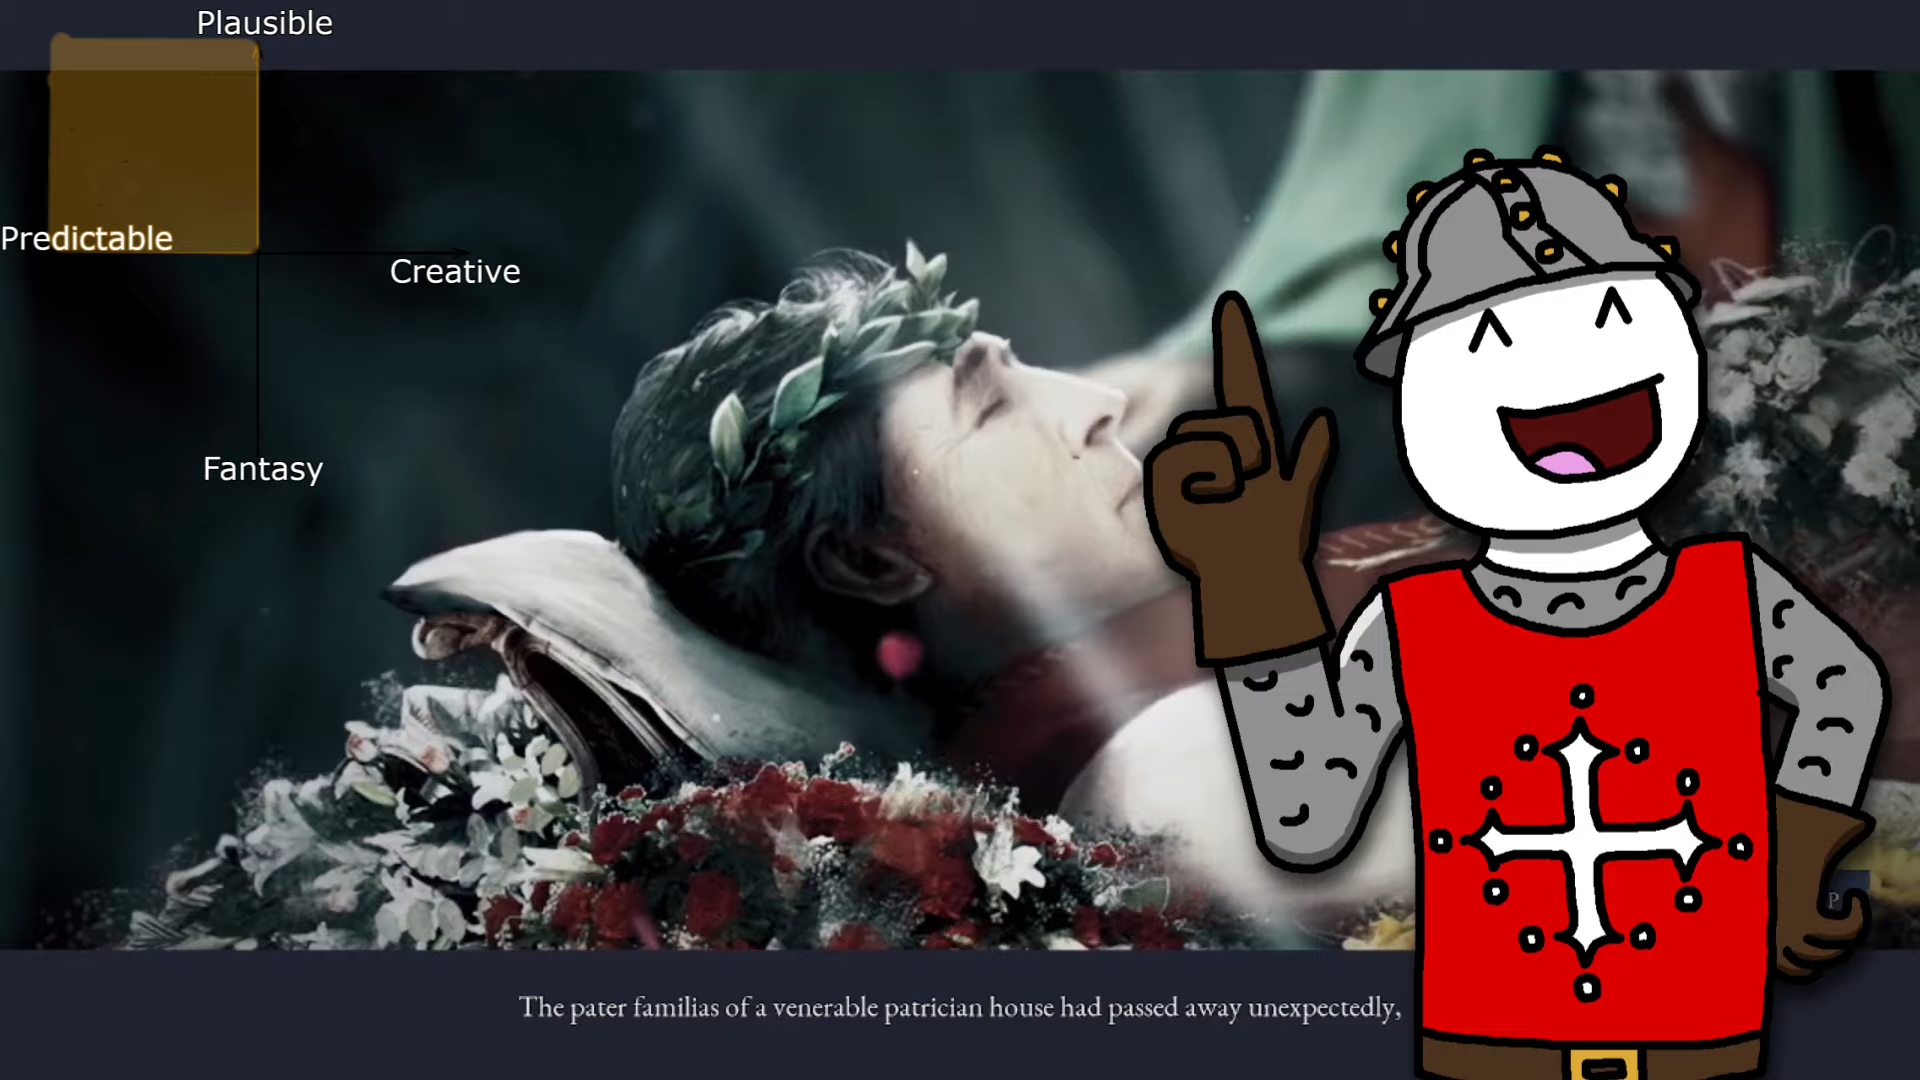 Plausible
Predictable
Creative
Fantasy
P
The pater familias of a venerable patrician house had passed away unexpectedly,